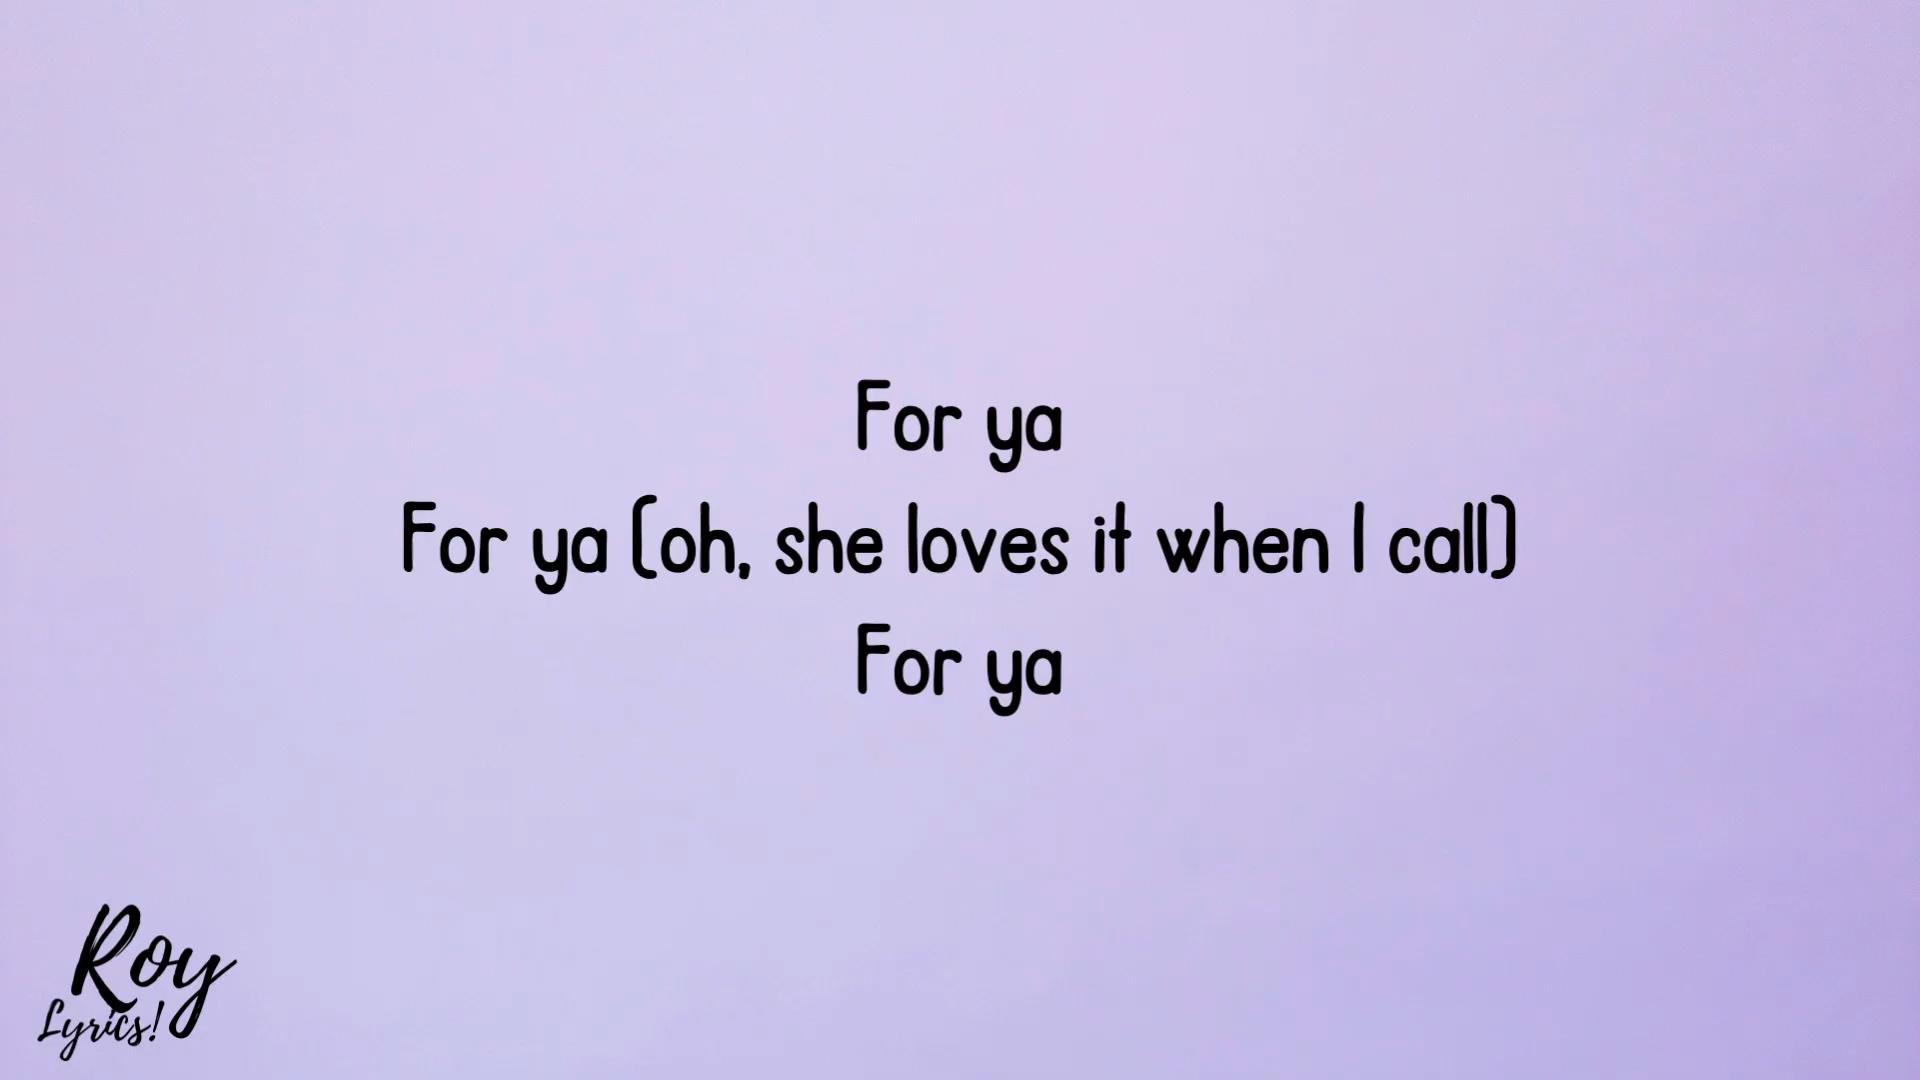 For ya
For ya (oh, she loves it when I call)
For ya
Roy
Lyrics!